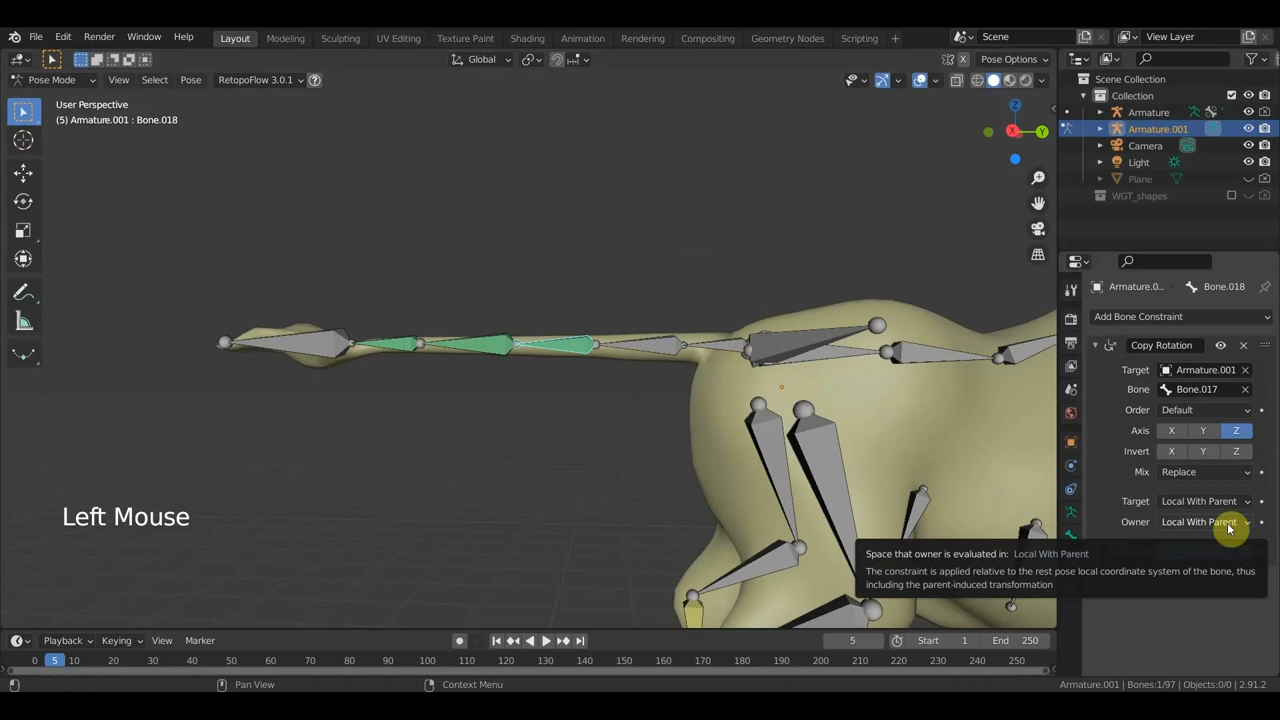 File Edit Render Window Help Layout Modeling Sculpting UV Editing Texture Paint Shading Animation Rendering Compositing Geometry Nodes Scripting + Scene View Layer
Global Pose Options
Pose Mode View Select Pose RetopoFlow 3.0.1
User Perspective
(5) Armature.001 : Bone.018
Z
X
Y
Scene Collection
Collection
Armature
Armature.001
Camera
Light
Plane
WGT_shapes
Armature.0... Bone.018
Add Bone Constraint
Copy Rotation
Target Armature.001
Bone Bone.017
Order Default
Axis X Y Z
Invert X Y Z
Mix Replace
Target Local With Parent
Owner Local With Parent
Left Mouse
Space that owner is evaluated in: Local With Parent
The constraint is applied relative to the rest pose local coordinate system of the bone, thus
including the parent-induced transformation
Playback Keying View Marker 5 Start 1 End 250
0 5 10 20 30 40 50 60 70 80 90 100 110 120 130 140 150 160 170 180 190 200 210 220 230 240 250
Pan View Context Menu Armature.001 | Bones:1/97 | Objects:0/0 | 2.91.2